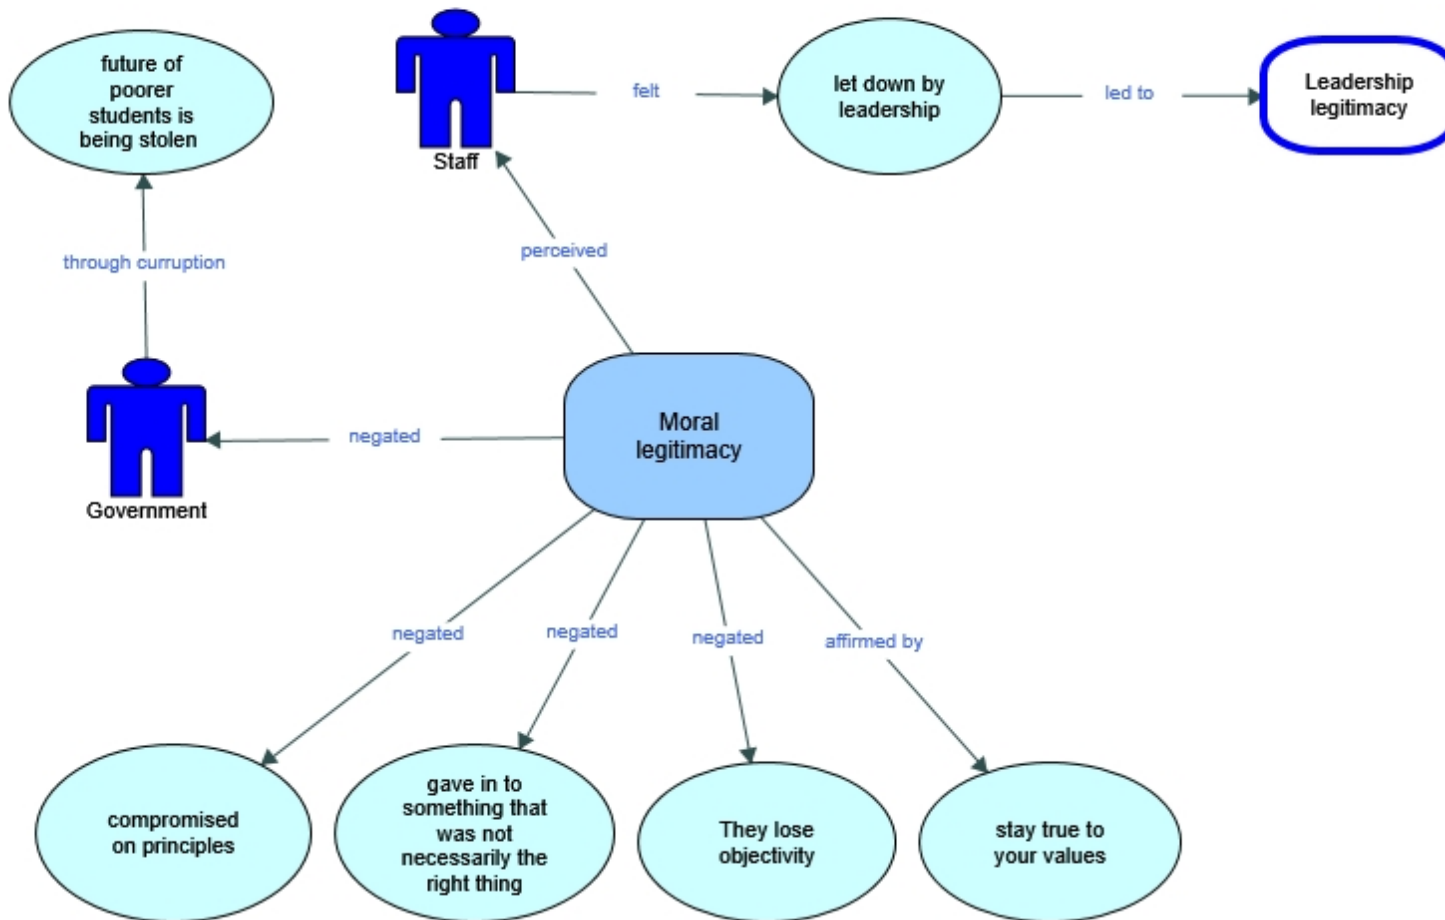 future of
poorer
students is
being stolen
Staff
felt
let down by
leadership
led to
Leadership
legitimacy
through curruption
perceived
Government
negated
Moral
legitimacy
negated
negated
negated
affirmed by
compromised
on principles
gave in to
something that
was not
necessarily the
right thing
They lose
objectivity
stay true to
your values